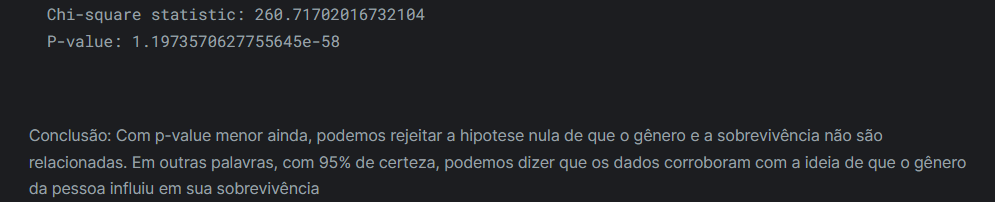 Chi-square statistic: 260.71702016732104
P-value: 1.1973570627755645e-58
Conclusão: Com p-value menor ainda, podemos rejeitar a hipotese nula de que o gênero e a sobrevivência não são
relacionadas. Em outras palavras, com 95% de certeza, podemos dizer que os dados corroboram com a ideia de que o gênero
da pessoa influiu em sua sobrevivência